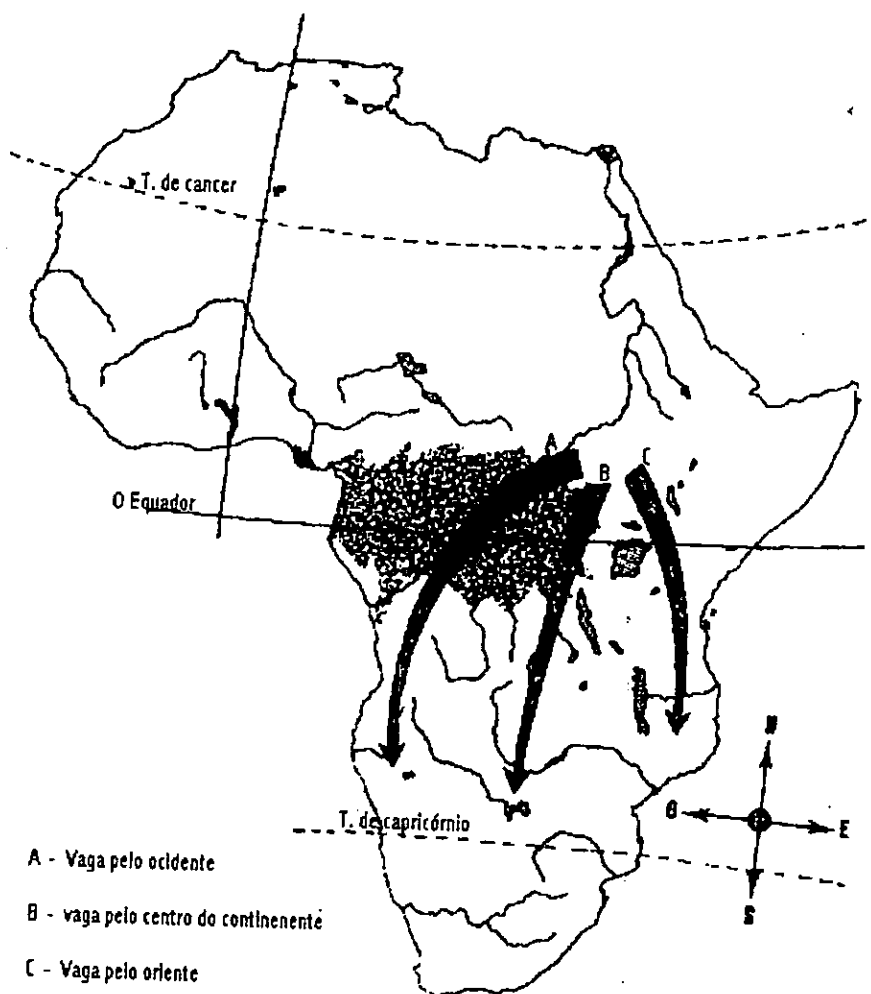 T. de cancer
A
B
C
O Equador
N
O
E
T. de capricórnio
S
A - Vaga pelo ocidente
B - vaga pelo centro do continenente
C - Vaga pelo oriente